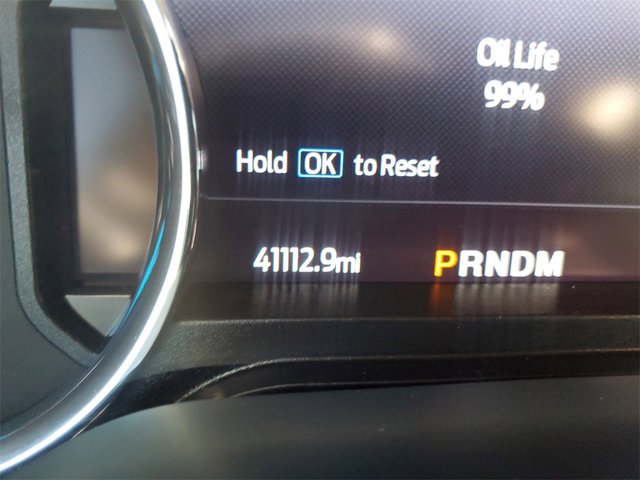 Oil Life
99%
Hold OK to Reset
41112.9mi PRNDM